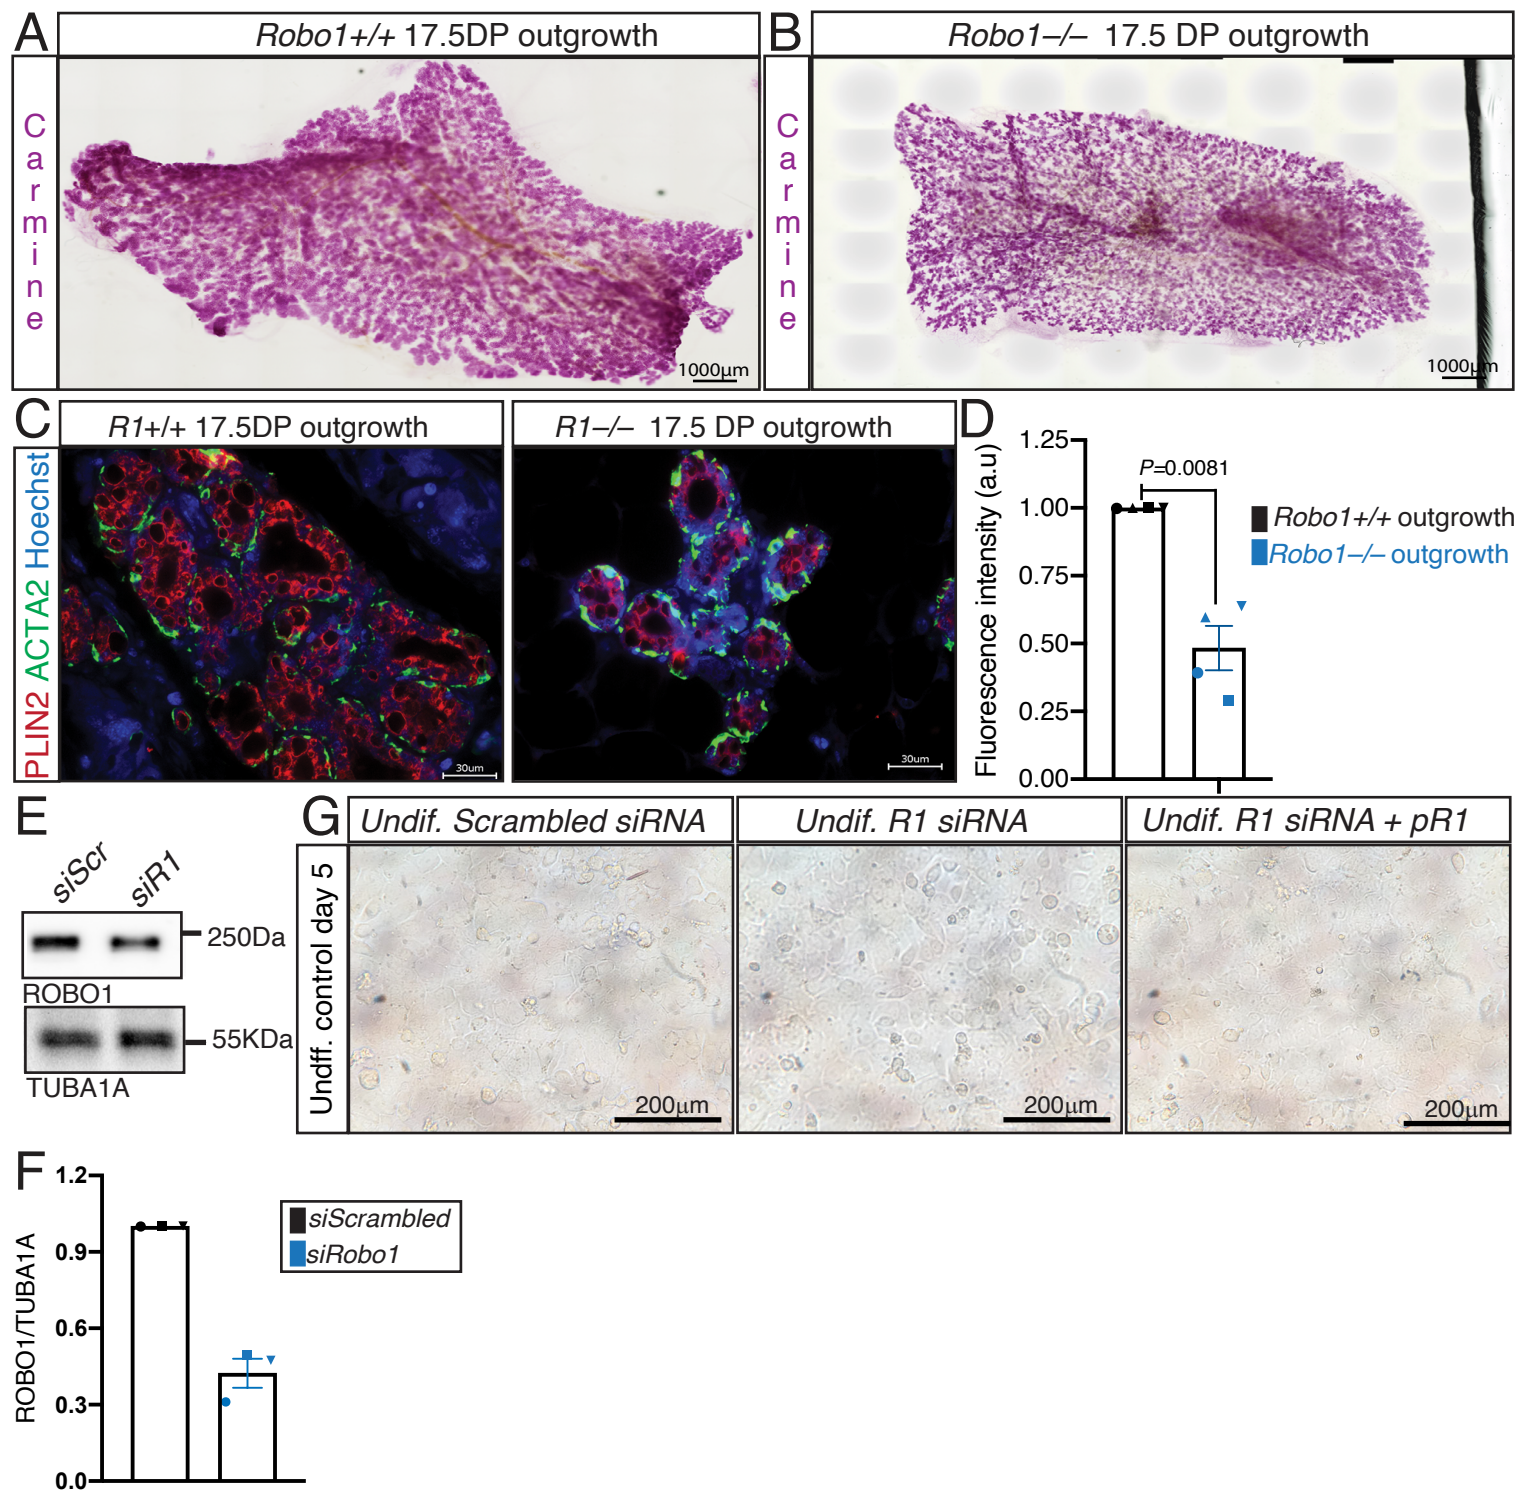 A
Robo1+/+ 17.5DP outgrowth
Carmine
1000µm
B
Robo1–/– 17.5 DP outgrowth
Carmine
1000µm
C
R1+/+ 17.5DP outgrowth
R1–/– 17.5 DP outgrowth
PLIN2 ACTA2 Hoechst
30um
30um
D
Fluorescence intensity (a.u)
1.25
1.00
0.75
0.50
0.25
0.00
P=0.0081
Robo1+/+ outgrowth
Robo1–/– outgrowth
E
siScr
siR1
250Da
ROBO1
55KDa
TUBA1A
G
Undif. Scrambled siRNA
Undif. R1 siRNA
Undif. R1 siRNA + pR1
Undff. control day 5
200µm
200µm
200µm
F
ROBO1/TUBA1A
1.2
0.9
0.6
0.3
0.0
siScrambled
siRobo1